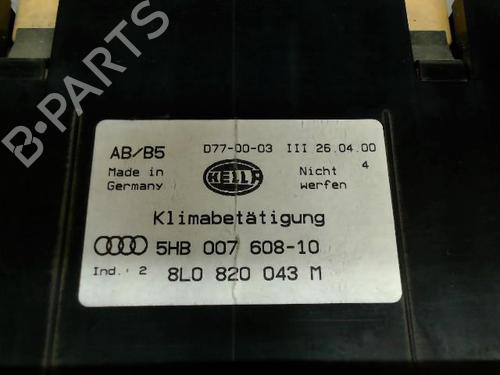 B-PARTS
AB/B5 D77-00-03 III 26.04.00
Made in Germany HELLA Nicht werfen 4
Klimabetätigung
5HB 007 608-10
Ind.: 2 8L0 820 043 M